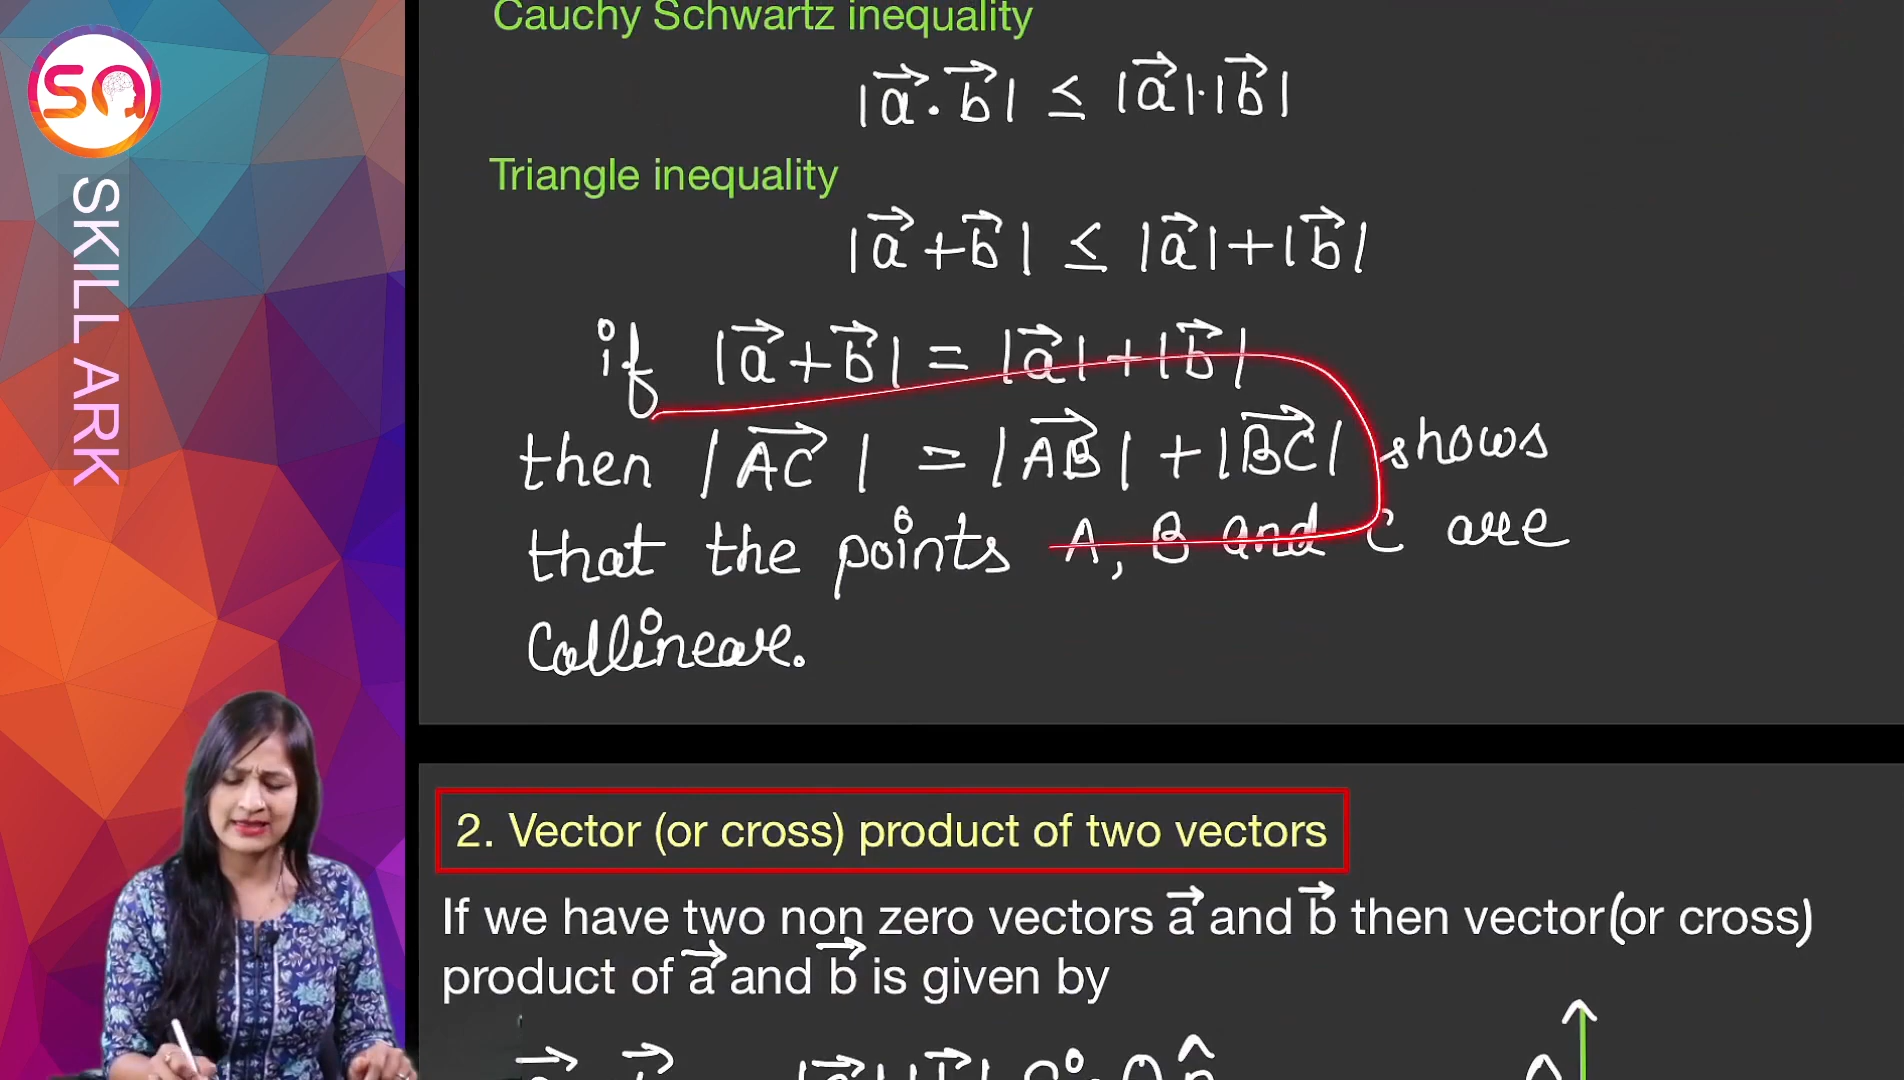 SKILL ARK
Cauchy Schwartz inequality
|a⃗·b⃗| ≤ |a⃗|·|b⃗|
Triangle inequality
|a⃗+b⃗| ≤ |a⃗|+|b⃗|
if |a⃗+b⃗| = |a⃗|+|b⃗|
then |AC⃗| = |AB⃗| + |BC⃗| shows
that the points A, B and C are
Collinear.
2. Vector (or cross) product of two vectors
If we have two non zero vectors a⃗ and b⃗ then vector(or cross)
product of a⃗ and b⃗ is given by